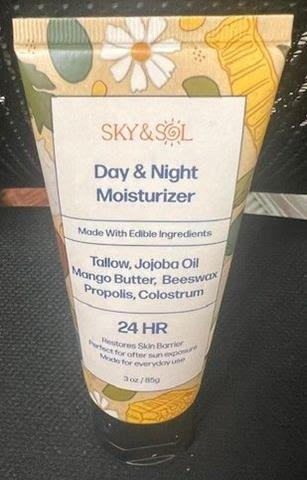 SKY&SOL
Day & Night
Moisturizer
Made With Edible Ingredients
Tallow, Jojoba Oil
Mango Butter, Beeswax
Propolis, Colostrum
24 HR
Restores Skin Barrier
Perfect for after sun exposure
Made for everyday use
3 oz / 85g